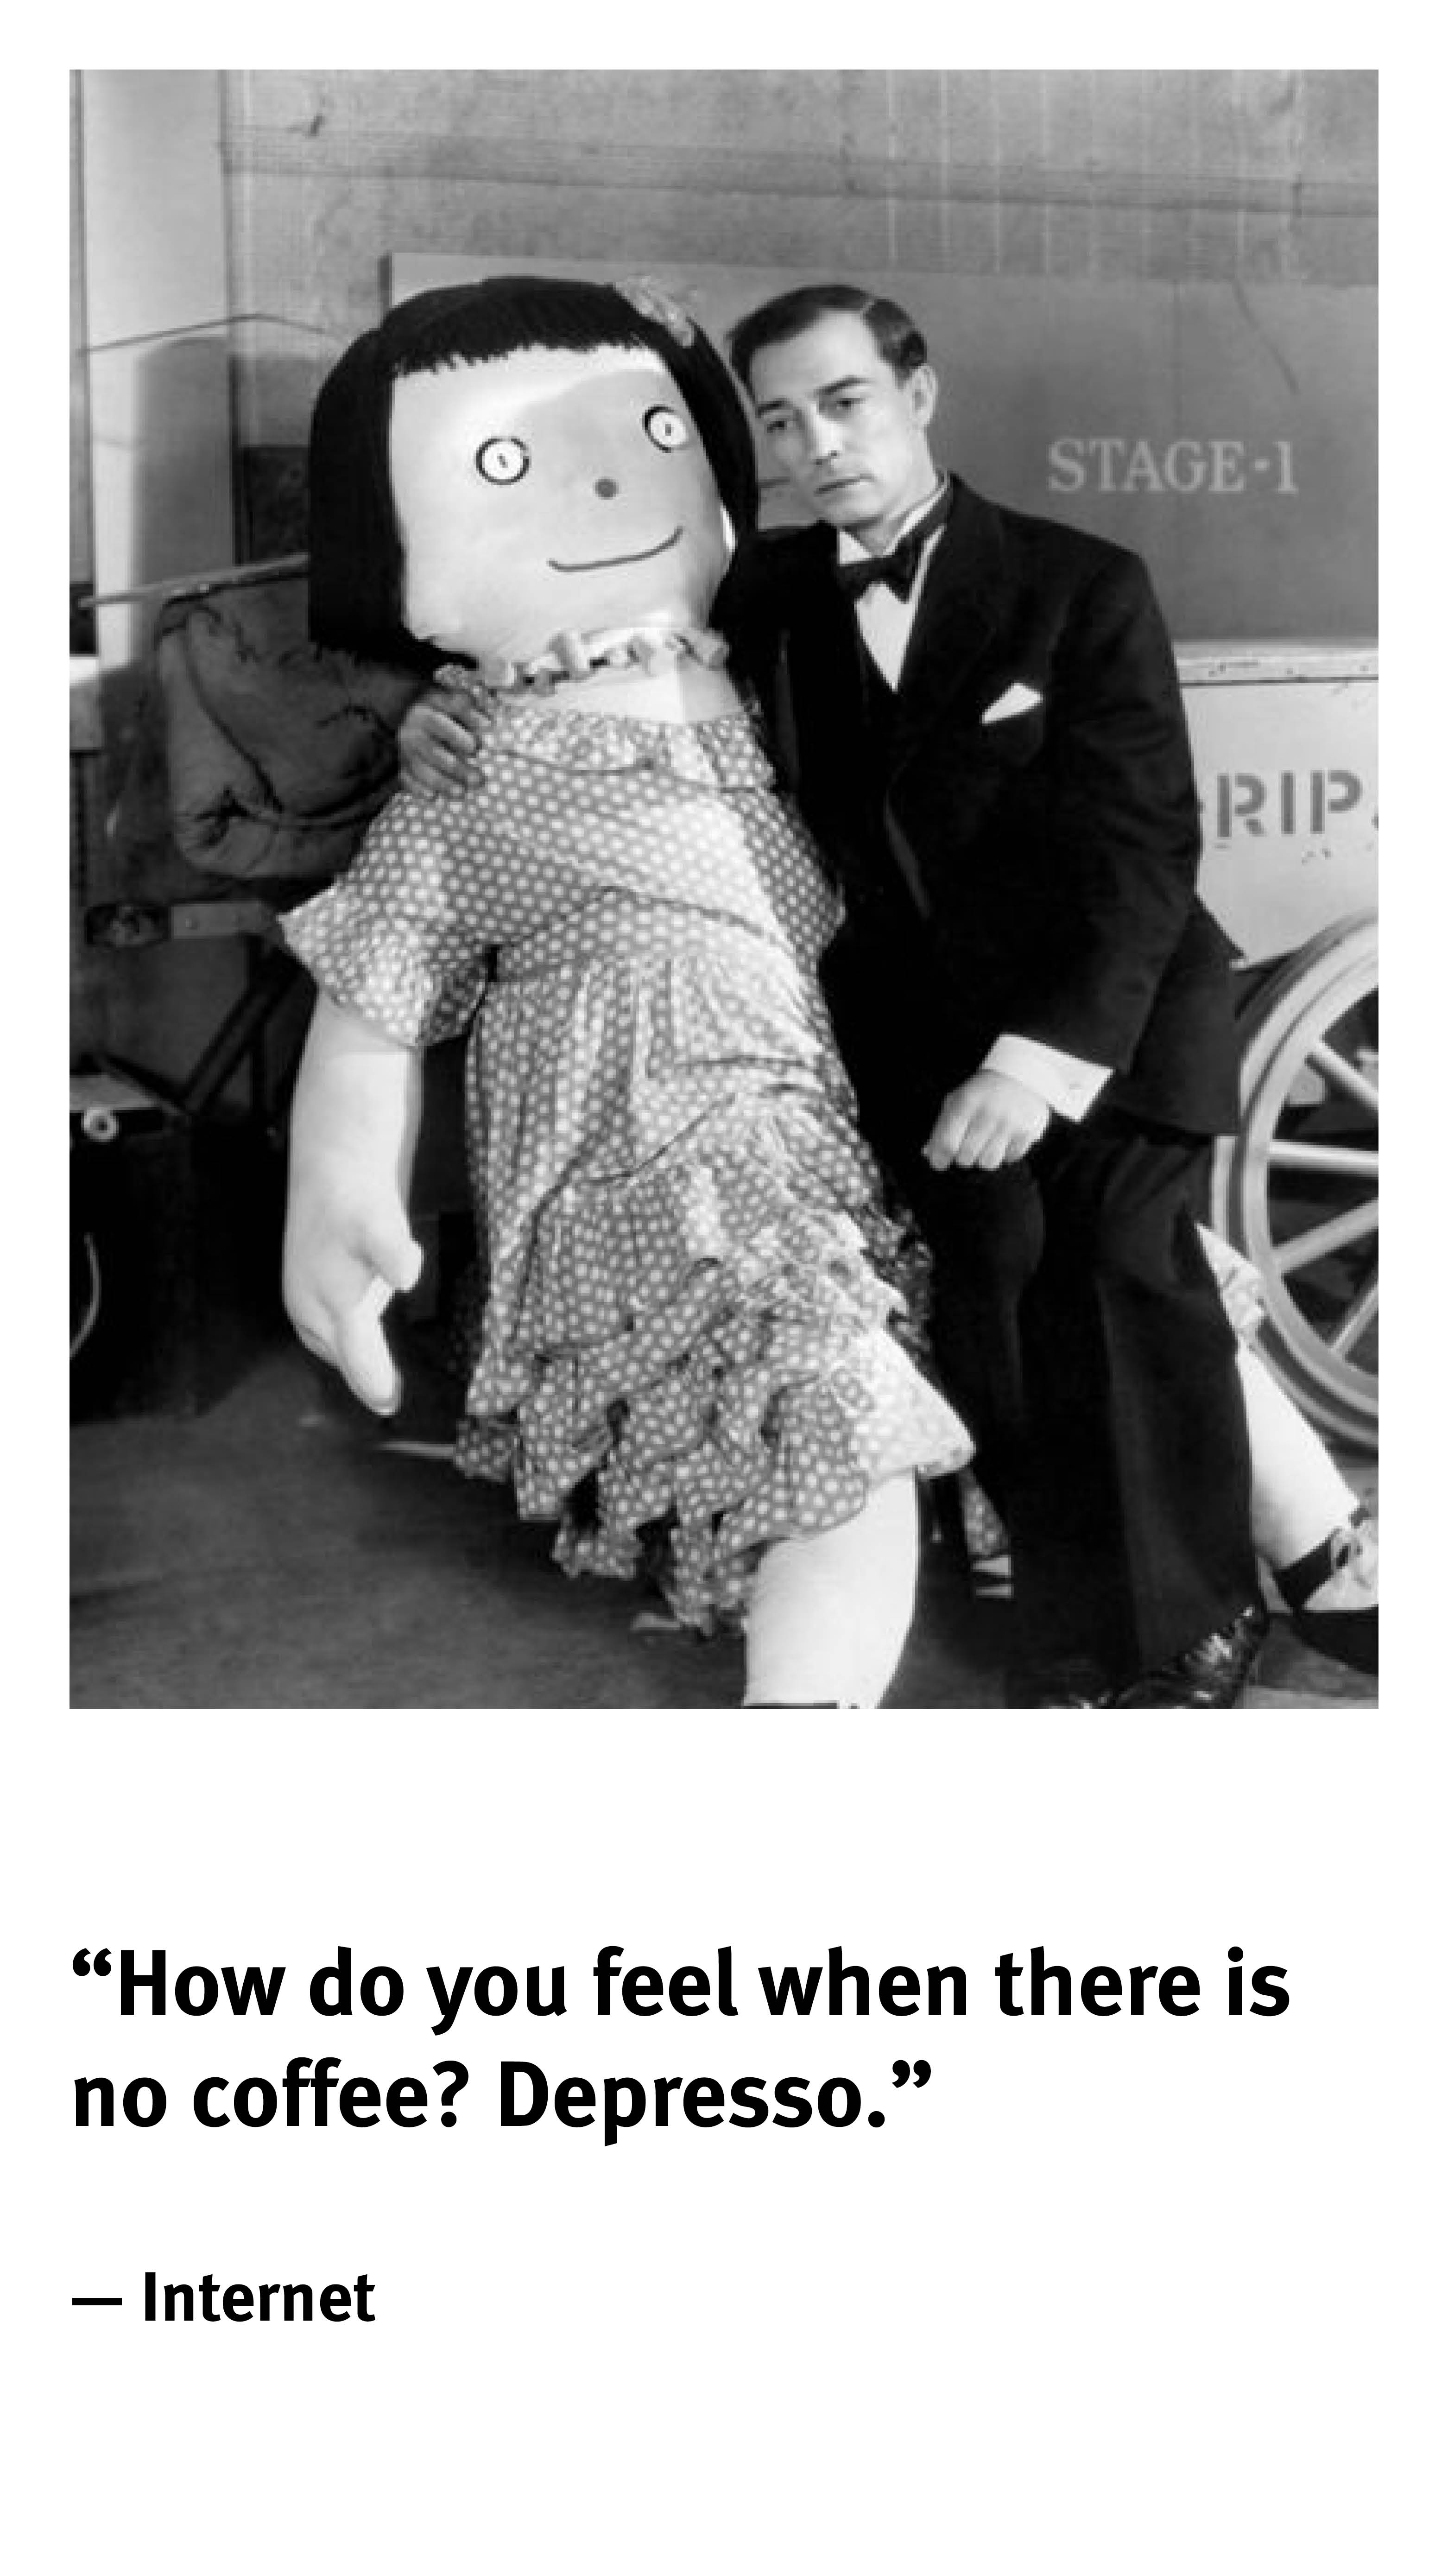 STAGE-1
RIP
“How do you feel when there is
no coffee? Depresso.”
— Internet